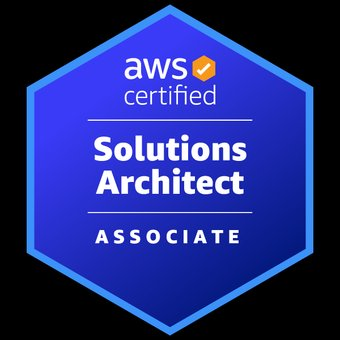 aws
certified
Solutions
Architect
ASSOCIATE